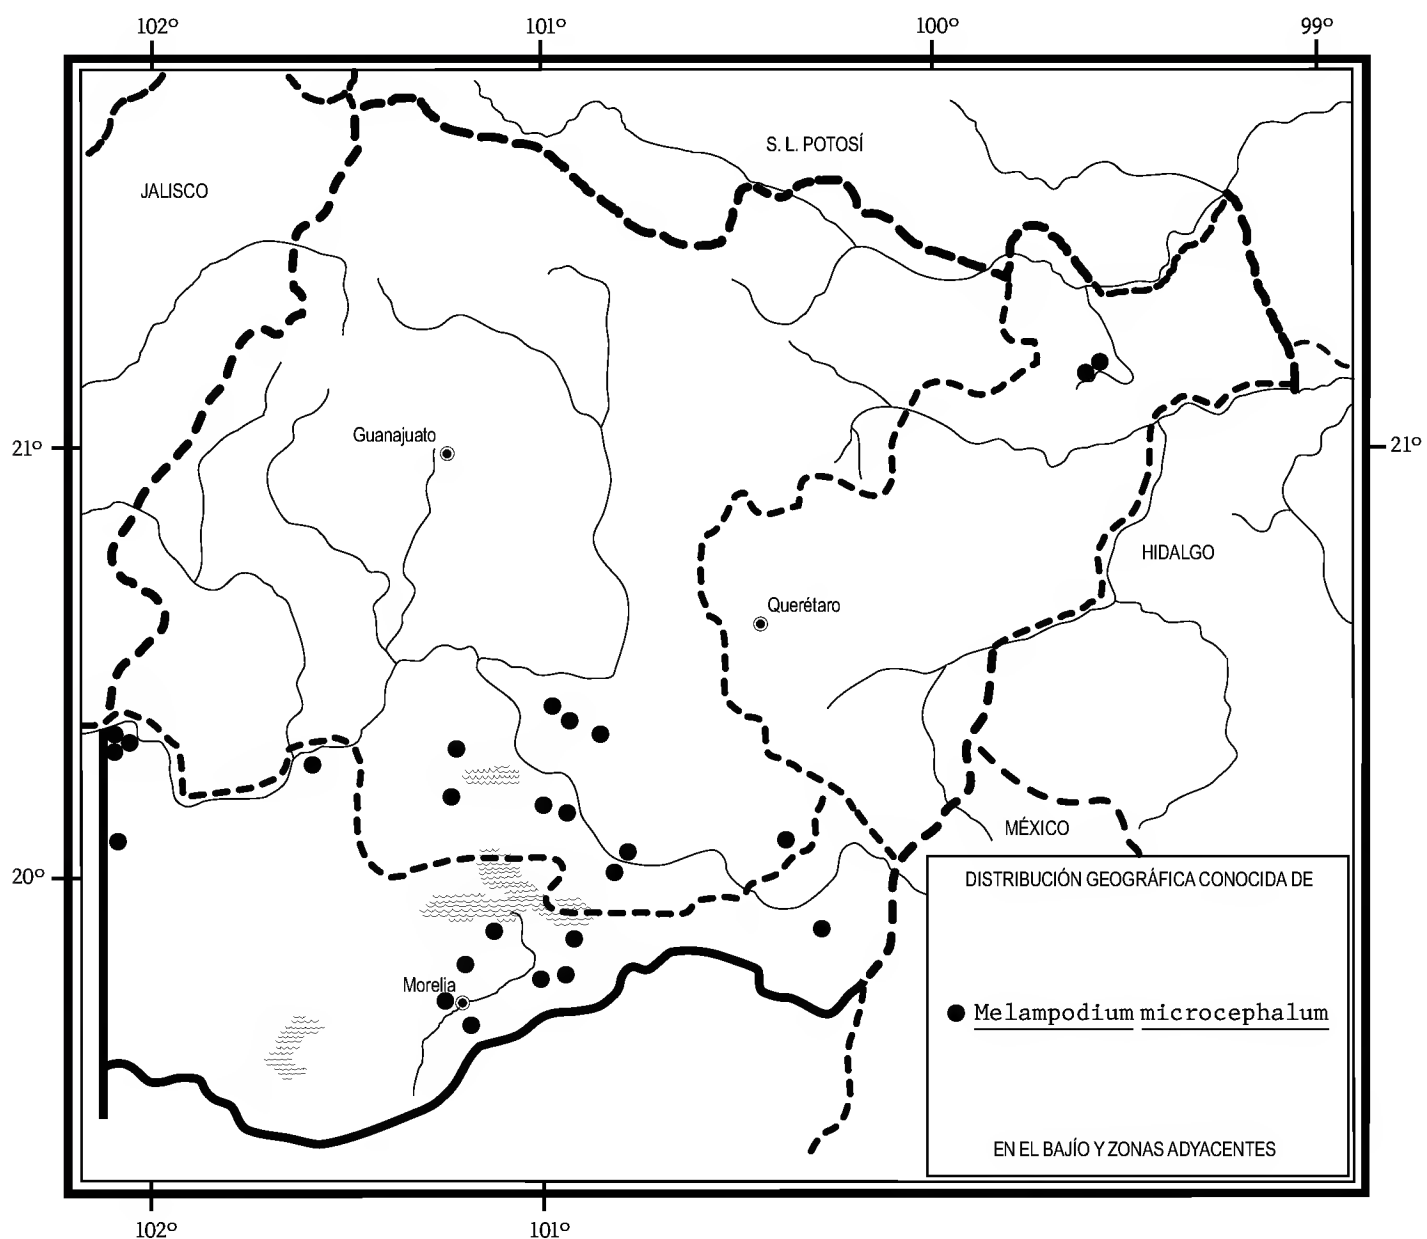 102º 101º 100º 99º
S. L. POTOSÍ
JALISCO
Guanajuato
21º 21º
HIDALGO
Querétaro
MÉXICO
20º
DISTRIBUCIÓN GEOGRÁFICA CONOCIDA DE
Morelia
Melampodium microcephalum
EN EL BAJÍO Y ZONAS ADYACENTES
102º 101º